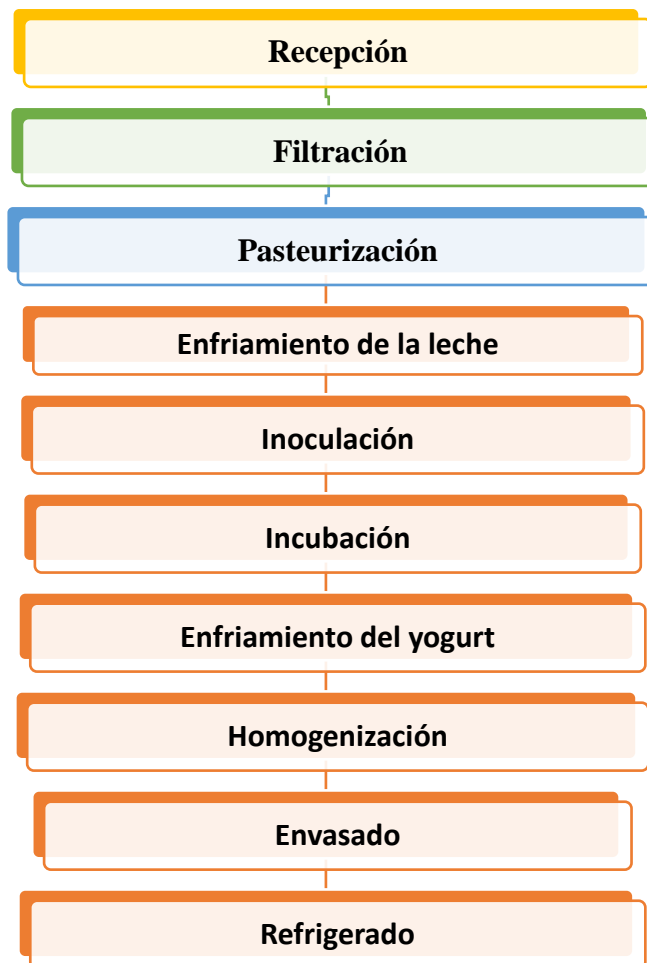 Recepción
Filtración
Pasteurización
Enfriamiento de la leche
Inoculación
Incubación
Enfriamiento del yogurt
Homogenización
Envasado
Refrigerado